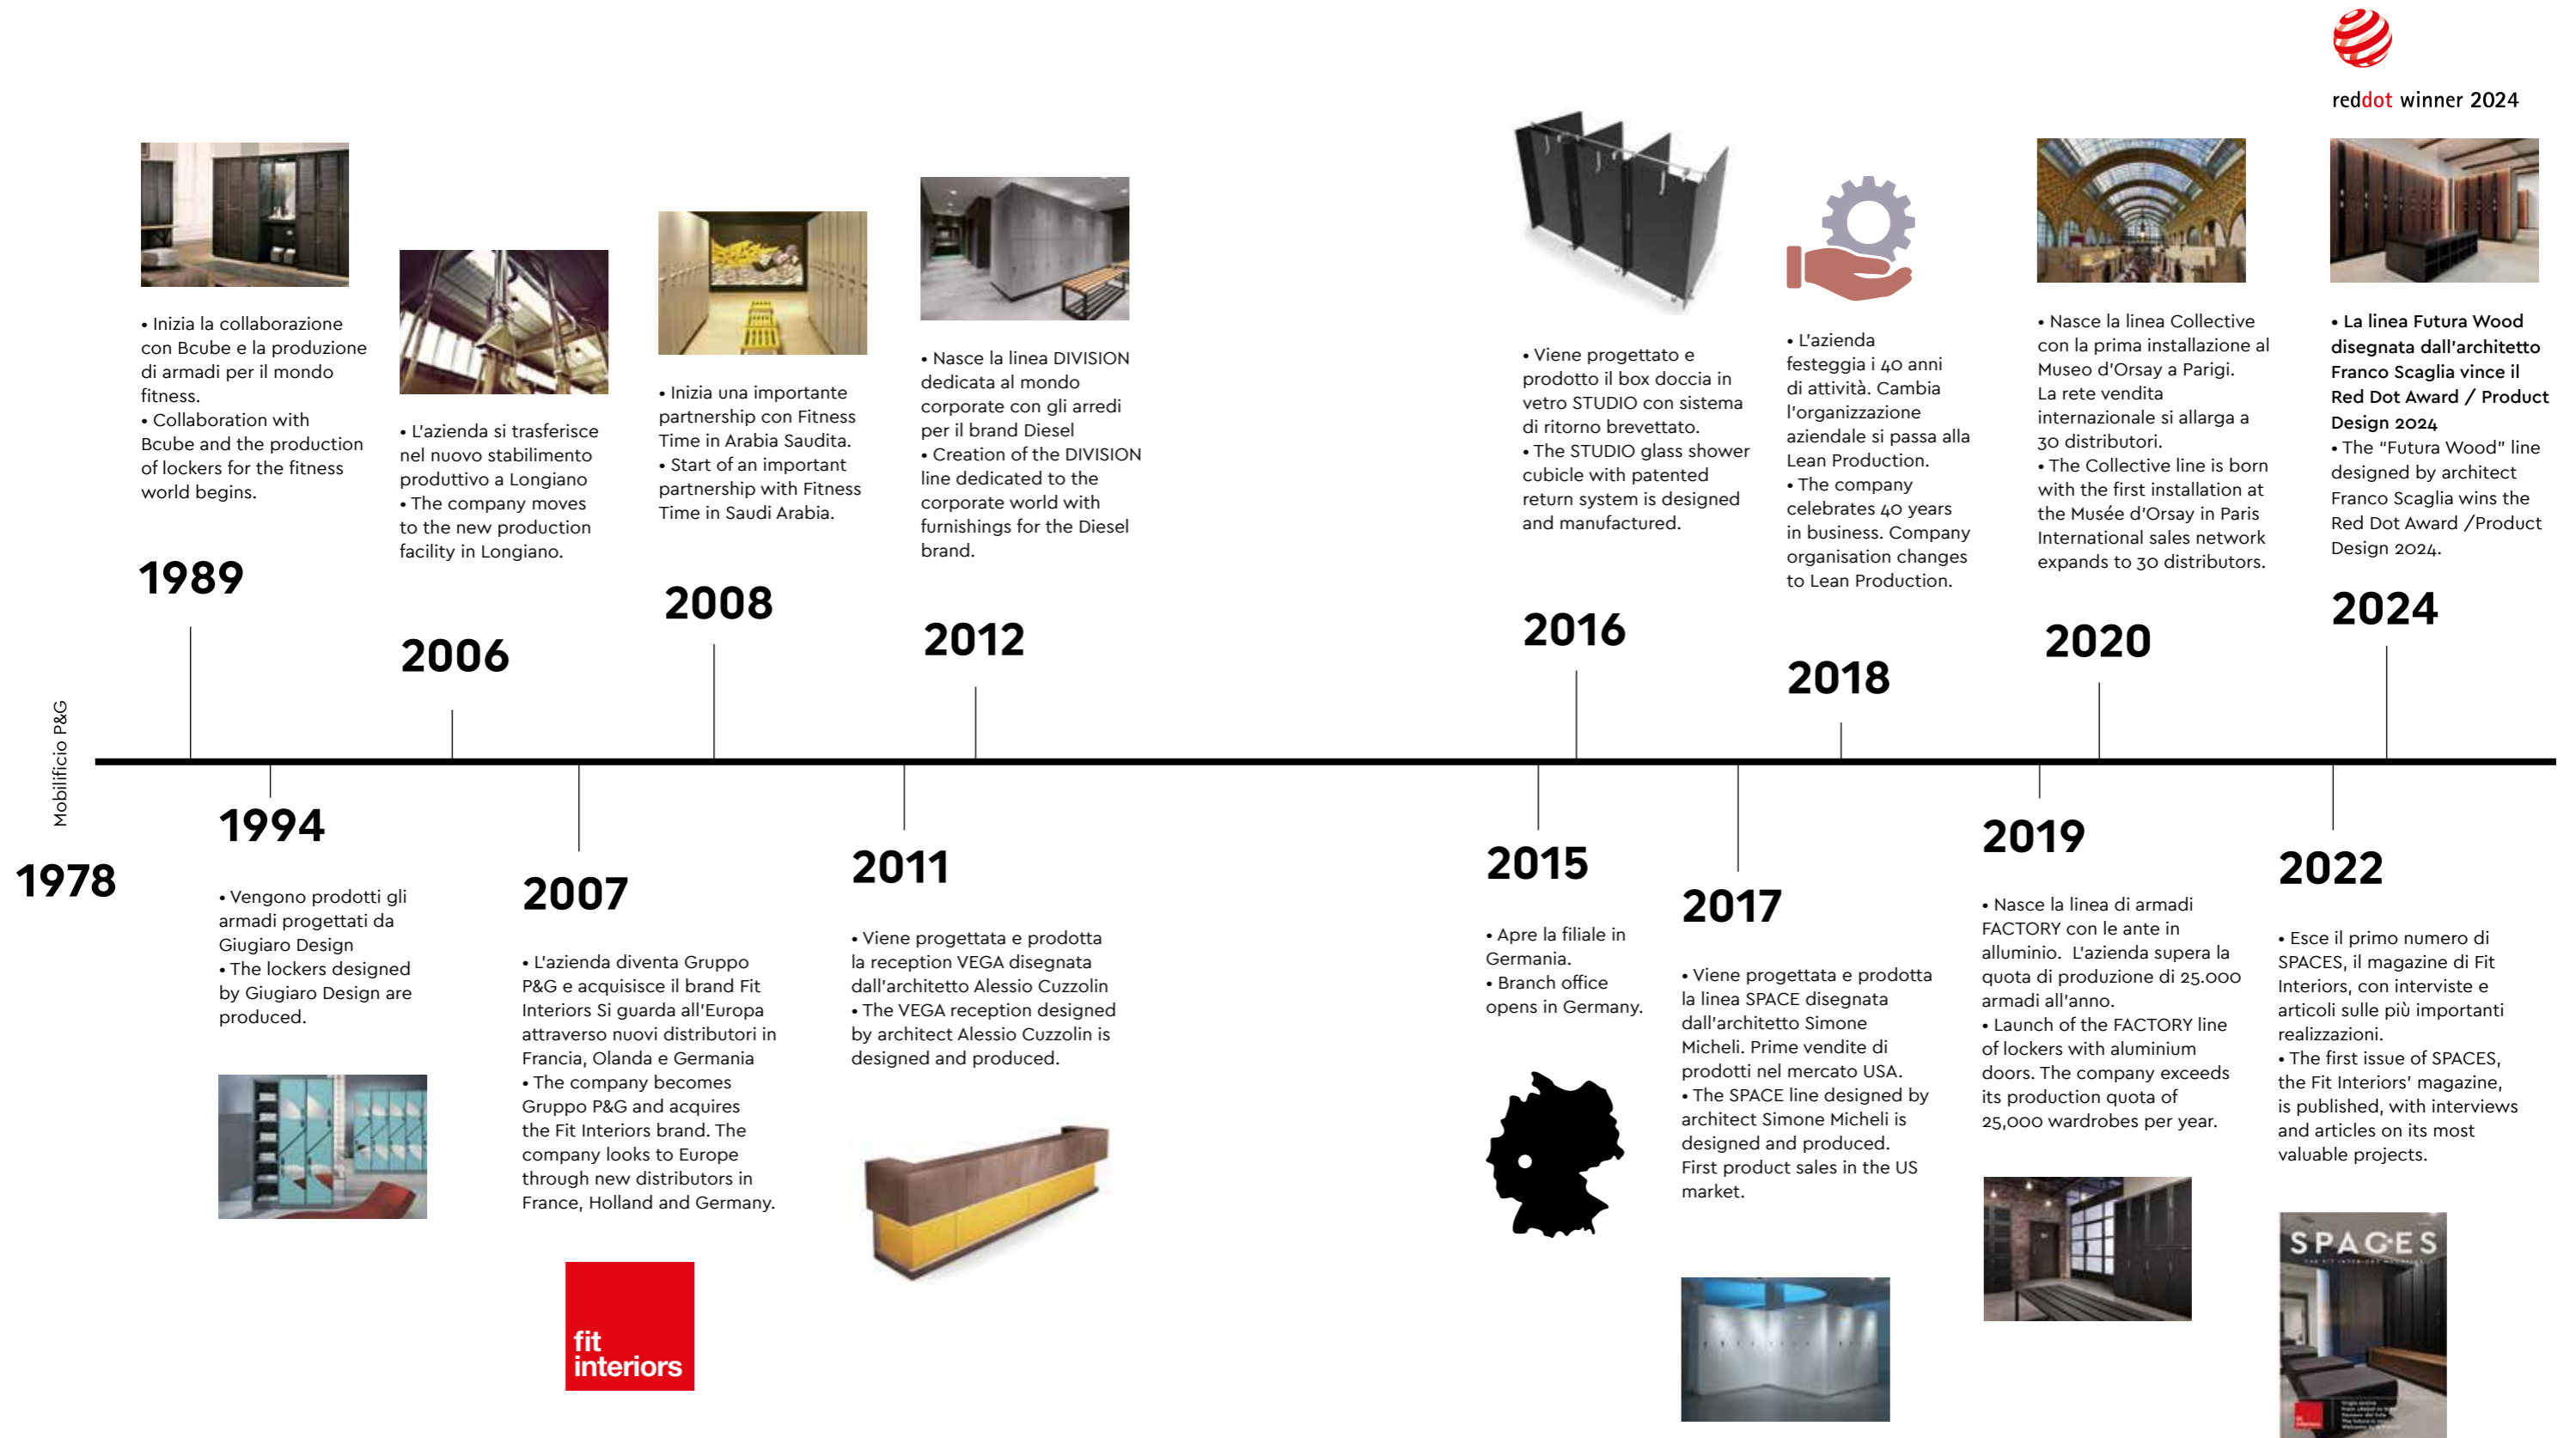 reddot winner 2024
• Inizia la collaborazione
con Bcube e la produzione
di armadi per il mondo
fitness.
• Collaboration with
Bcube and the production
of lockers for the fitness
world begins.
1989
• L'azienda si trasferisce
nel nuovo stabilimento
produttivo a Longiano
• The company moves
to the new production
facility in Longiano.
2006
• Inizia una importante
partnership con Fitness
Time in Arabia Saudita.
• Start of an important
partnership with Fitness
Time in Saudi Arabia.
2008
• Nasce la linea DIVISION
dedicata al mondo
corporate con gli arredi
per il brand Diesel
• Creation of the DIVISION
line dedicated to the
corporate world with
furnishings for the Diesel
brand.
2012
• Viene progettato e
prodotto il box doccia in
vetro STUDIO con sistema
di ritorno brevettato.
• The STUDIO glass shower
cubicle with patented
return system is designed
and manufactured.
2016
• L'azienda
festeggia i 40 anni
di attività. Cambia
l'organizzazione
aziendale si passa alla
Lean Production.
• The company
celebrates 40 years
in business. Company
organisation changes
to Lean Production.
2018
• Nasce la linea Collective
con la prima installazione al
Museo d'Orsay a Parigi.
La rete vendita
internazionale si allarga a
30 distributori.
• The Collective line is born
with the first installation at
the Musée d'Orsay in Paris
International sales network
expands to 30 distributors.
2020
• La linea Futura Wood
disegnata dall'architetto
Franco Scaglia vince il
Red Dot Award / Product
Design 2024
• The "Futura Wood" line
designed by architect
Franco Scaglia wins the
Red Dot Award /Product
Design 2024.
2024
Mobilificio P&G
1978
1994
• Vengono prodotti gli
armadi progettati da
Giugiaro Design
• The lockers designed
by Giugiaro Design are
produced.
2007
• L'azienda diventa Gruppo
P&G e acquisisce il brand Fit
Interiors Si guarda all'Europa
attraverso nuovi distributori in
Francia, Olanda e Germania
• The company becomes
Gruppo P&G and acquires
the Fit Interiors brand. The
company looks to Europe
through new distributors in
France, Holland and Germany.
fit
interiors
2011
• Viene progettata e prodotta
la reception VEGA disegnata
dall'architetto Alessio Cuzzolin
• The VEGA reception designed
by architect Alessio Cuzzolin is
designed and produced.
2015
• Apre la filiale in
Germania.
• Branch office
opens in Germany.
2017
• Viene progettata e prodotta
la linea SPACE disegnata
dall'architetto Simone
Micheli. Prime vendite di
prodotti nel mercato USA.
• The SPACE line designed by
architect Simone Micheli is
designed and produced.
First product sales in the US
market.
2019
• Nasce la linea di armadi
FACTORY con le ante in
alluminio. L'azienda supera la
quota di produzione di 25.000
armadi all'anno.
• Launch of the FACTORY line
of lockers with aluminium
doors. The company exceeds
its production quota of
25,000 wardrobes per year.
2022
• Esce il primo numero di
SPACES, il magazine di Fit
Interiors, con interviste e
articoli sulle più importanti
realizzazioni.
• The first issue of SPACES,
the Fit Interiors' magazine,
is published, with interviews
and articles on its most
valuable projects.
SPACES